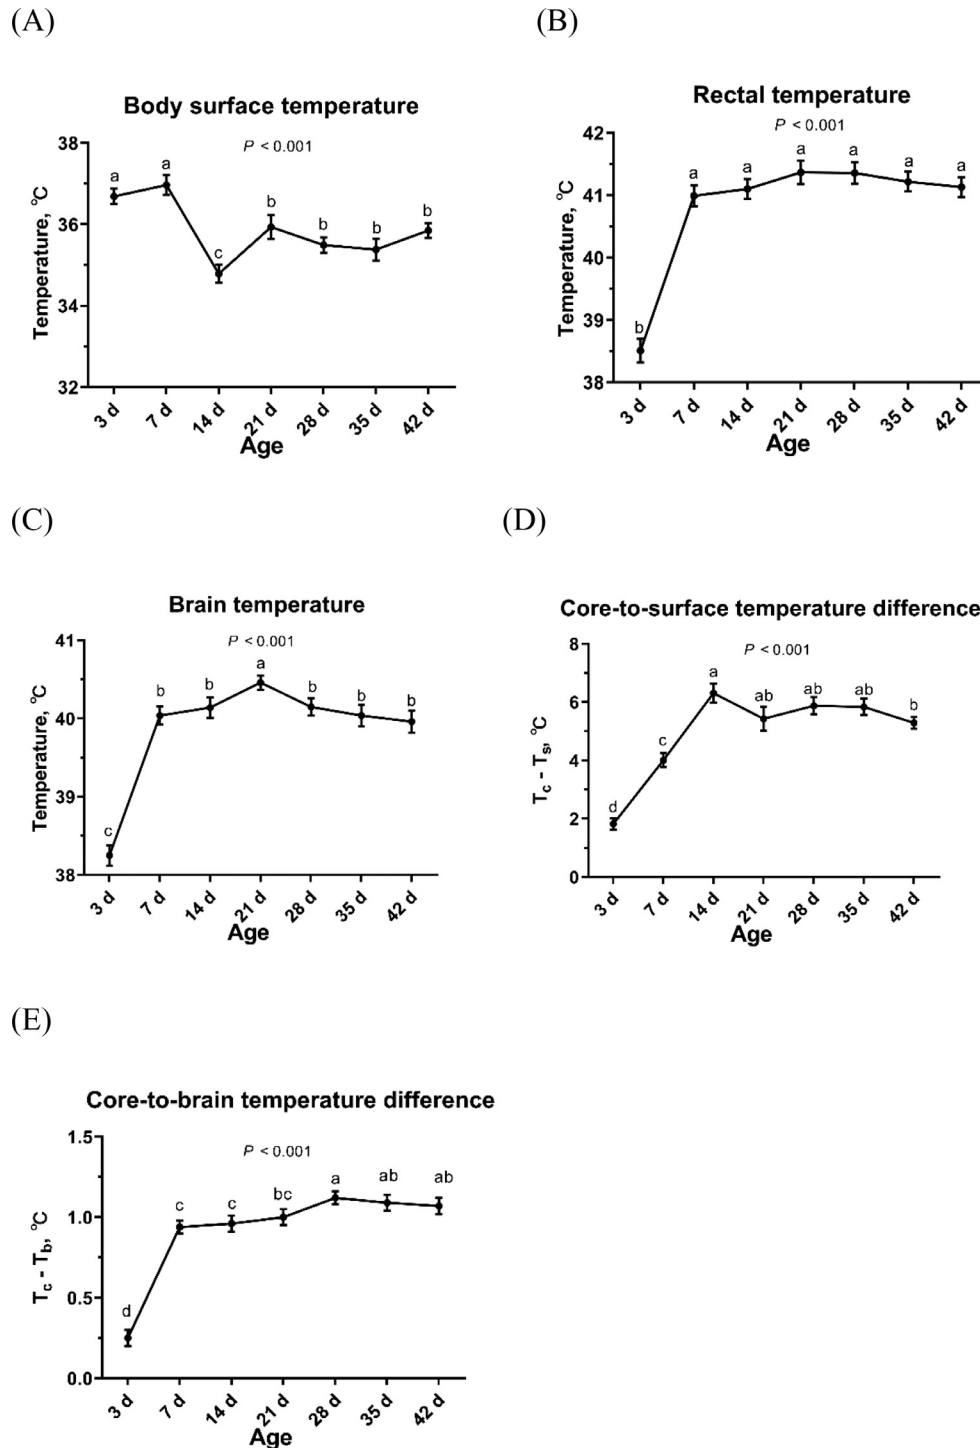 (A)
Body surface temperature
P < 0.001
Temperature, °C
38
36
34
32
a
a
c
b
b
b
b
3 d
7 d
14 d
21 d
28 d
35 d
42 d
Age
(B)
Rectal temperature
P < 0.001
Temperature, °C
42
41
40
39
38
b
a
a
a
a
a
a
3 d
7 d
14 d
21 d
28 d
35 d
42 d
Age
(C)
Brain temperature
P < 0.001
Temperature, °C
41
40
39
38
c
b
b
a
b
b
b
3 d
7 d
14 d
21 d
28 d
35 d
42 d
Age
(D)
Core-to-surface temperature difference
P < 0.001
Tc - Ts, °C
8
6
4
2
0
d
c
a
ab
ab
ab
b
3 d
7 d
14 d
21 d
28 d
35 d
42 d
Age
(E)
Core-to-brain temperature difference
P < 0.001
Tc - Tb, °C
1.5
1.0
0.5
0.0
d
c
c
bc
a
ab
ab
3 d
7 d
14 d
21 d
28 d
35 d
42 d
Age